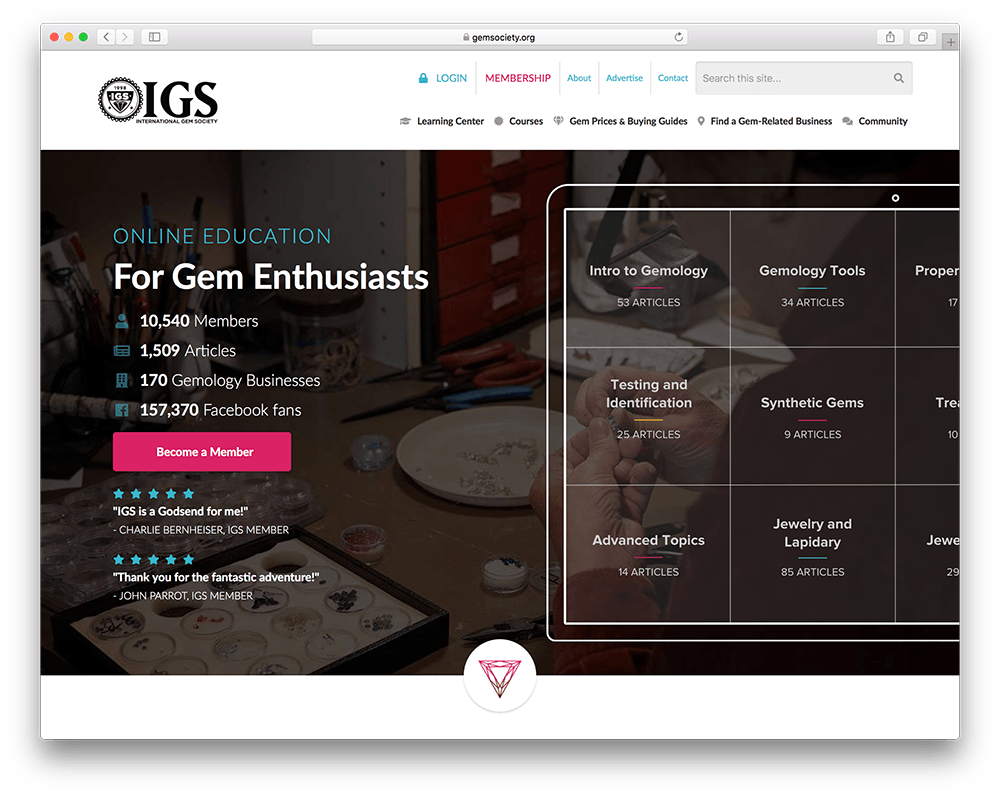 gemsociety.org
1998
IGS
IGS
INTERNATIONAL GEM SOCIETY
LOGIN
MEMBERSHIP
About
Advertise
Contact
Search this site...
Learning Center
Courses
Gem Prices & Buying Guides
Find a Gem-Related Business
Community
ONLINE EDUCATION
For Gem Enthusiasts
10,540 Members
1,509 Articles
170 Gemology Businesses
157,370 Facebook fans
Become a Member
"IGS is a Godsend for me!"
- CHARLIE BERNHEISER, IGS MEMBER
"Thank you for the fantastic adventure!"
- JOHN PARROT, IGS MEMBER
Intro to Gemology
53 ARTICLES
Gemology Tools
34 ARTICLES
Proper
17
Testing and
Identification
25 ARTICLES
Synthetic Gems
9 ARTICLES
Trea
10
Advanced Topics
14 ARTICLES
Jewelry and
Lapidary
85 ARTICLES
Jewe
29